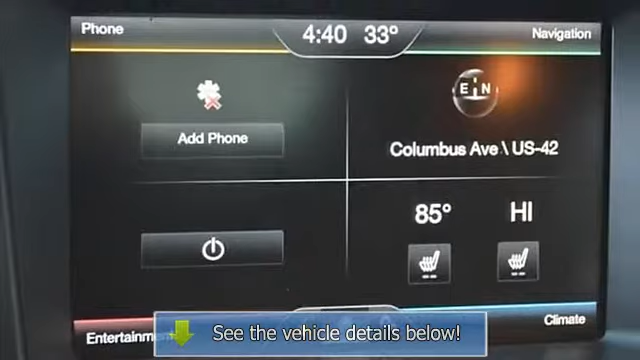 Phone
4:40 33°
Navigation
E N
Add Phone
Columbus Ave \ US-42
85° HI
Climate
See the vehicle details below!